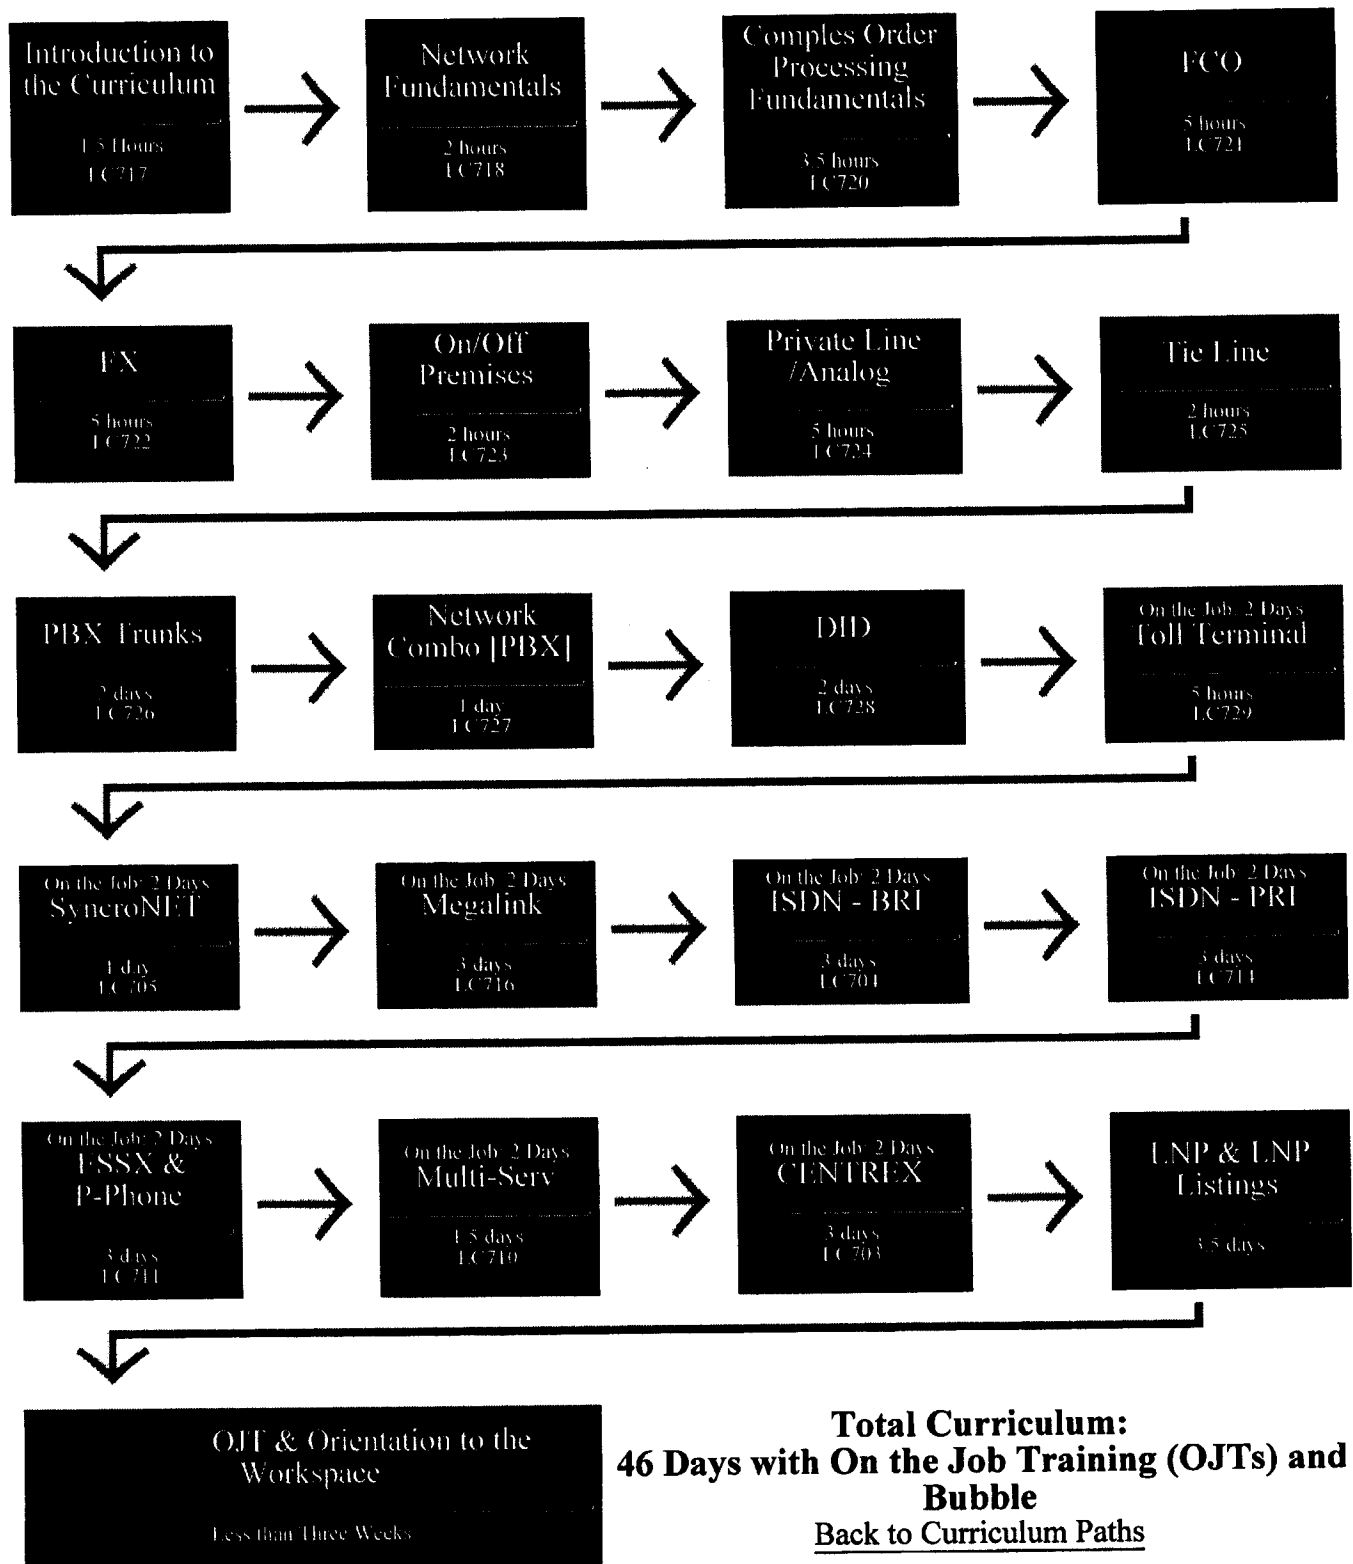 Introduction to
the Curriculum
1.5 Hours
LC717
Network
Fundamentals
2 hours
LC718
Comples Order
Processing
Fundamentals
3.5 hours
LC720
FCO
5 hours
LC721
FX
5 hours
LC722
On/Off
Premises
2 hours
LC723
Private Line
/Analog
5 hours
LC724
Tie Line
2 hours
LC725
PBX Trunks
2 days
LC726
Network
Combo [PBX]
1 day
LC727
DID
2 days
LC728
On the Job: 2 Days
Toll Terminal
5 hours
LC729
On the Job: 2 Days
SyncroNET
1 day
LC705
On the Job: 2 Days
Megalink
3 days
LC716
On the Job: 2 Days
ISDN - BRI
3 days
LC704
On the Job: 2 Days
ISDN - PRI
3 days
LC714
On the Job: 2 Days
ESSX &
P-Phone
3 days
LC711
On the Job: 2 Days
Multi-Serv
1.5 days
LC710
On the Job: 2 Days
CENTREX
3 days
LC703
LNP & LNP
Listings
3.5 days
OJT & Orientation to the
Workspace
Less than Three Weeks
Total Curriculum:
46 Days with On the Job Training (OJTs) and
Bubble
Back to Curriculum Paths